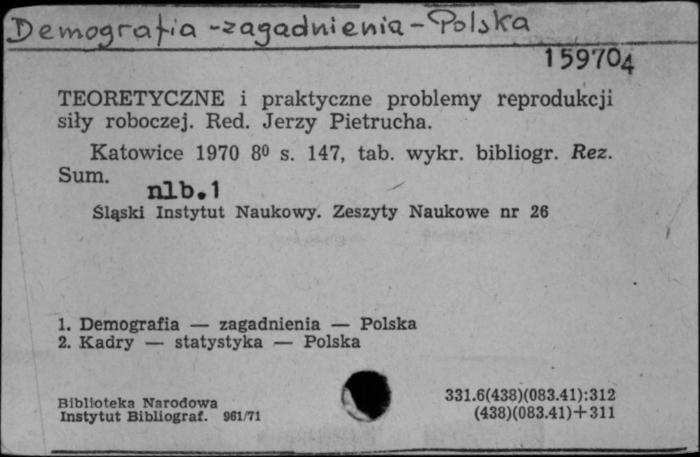 Demografia - zagadnienia - Polska
159704
TEORETYCZNE i praktyczne problemy reprodukcji
siły roboczej. Red. Jerzy Pietrucha.
Katowice 1970 8⁰ s. 147, tab. wykr. bibliogr. Rez.
Sum.
nlb.1
Śląski Instytut Naukowy. Zeszyty Naukowe nr 26
1. Demografia — zagadnienia — Polska
2. Kadry — statystyka — Polska
Biblioteka Narodowa
Instytut Bibliograf. 961/71
331.6(438)(083.41):312
(438)(083.41)+311